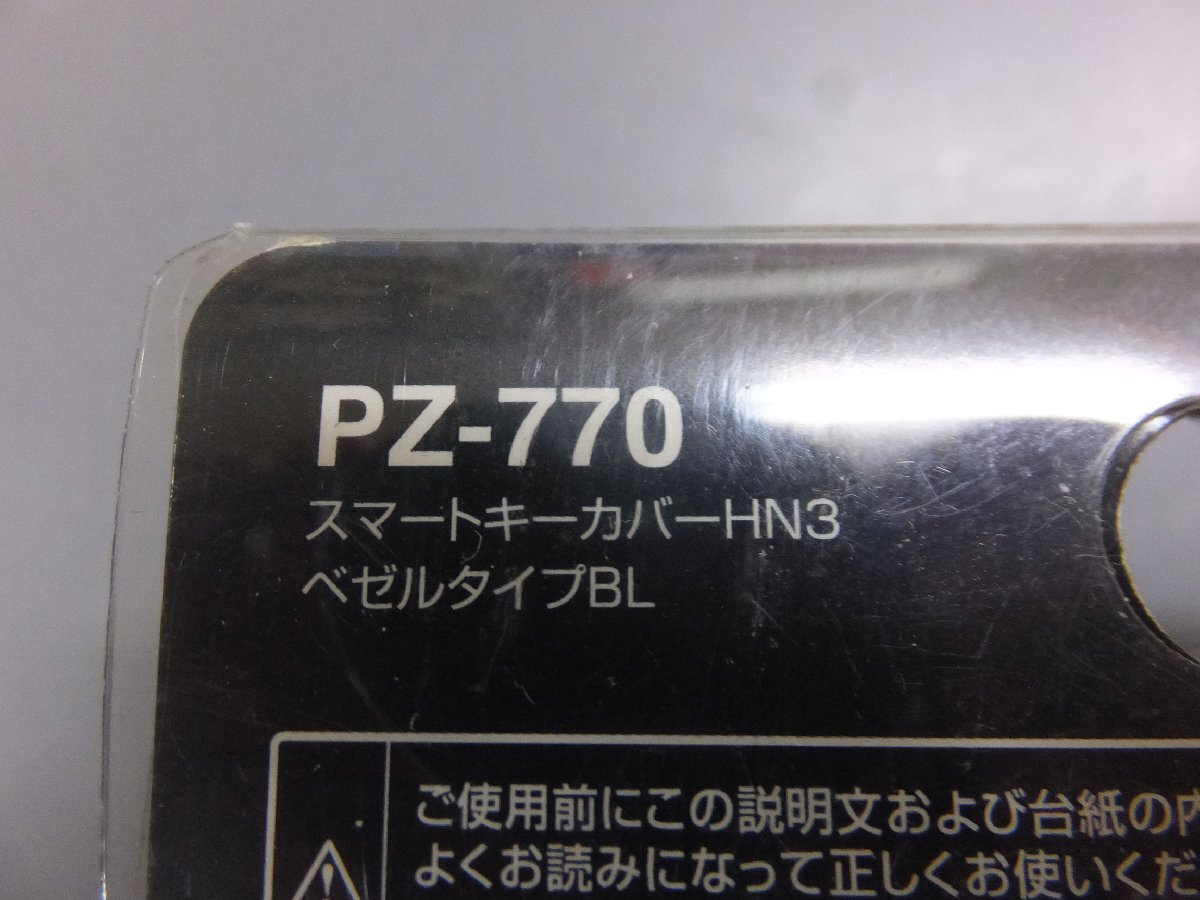 PZ-770
スマートキーカバーHN3
ベゼルタイプBL
ご使用前にこの説明文および台紙の内
よくお読みになって正しくお使いくだ